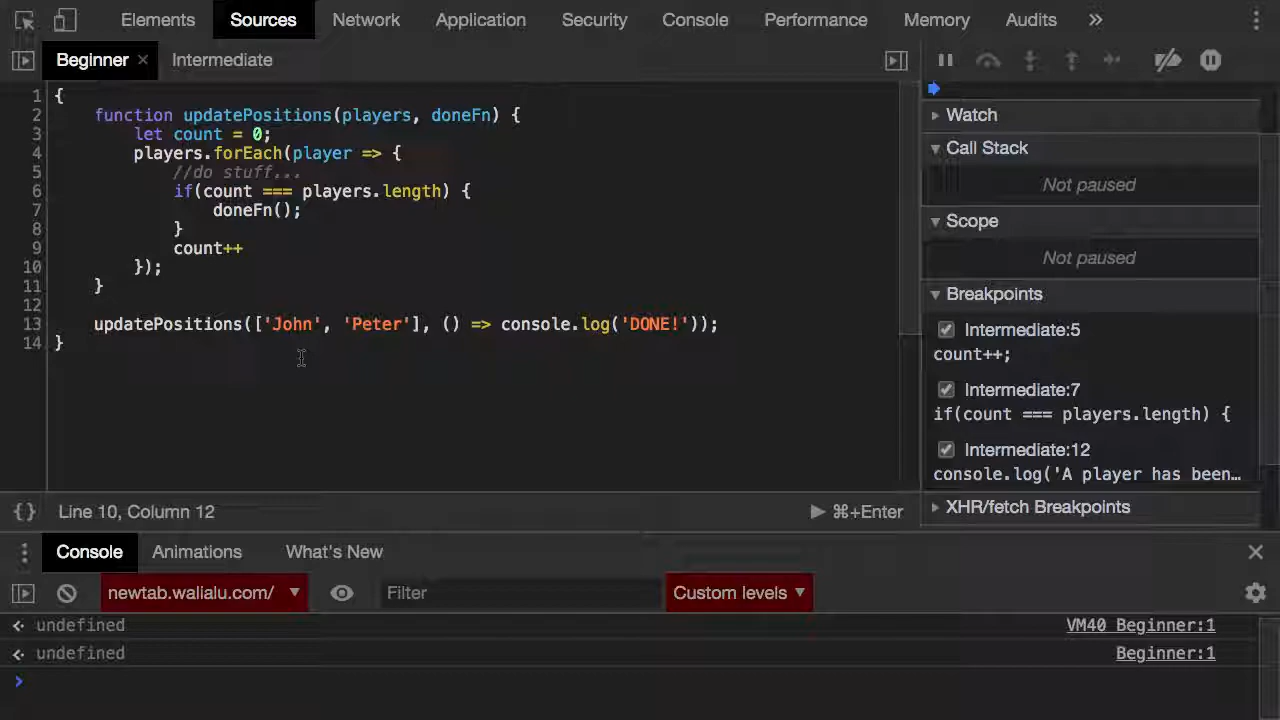 Elements Sources Network Application Security Console Performance Memory Audits »
Beginner × Intermediate
1 {
2 function updatePositions(players, doneFn) {
3 let count = 0;
4 players.forEach(player => {
5 //do stuff...
6 if(count === players.length) {
7 doneFn();
8 }
9 count++
10 });
11 }
12
13 updatePositions(['John', 'Peter'], () => console.log('DONE!'));
14 }
Watch
Call Stack
Not paused
Scope
Not paused
Breakpoints
Intermediate:5
count++;
Intermediate:7
if(count === players.length) {
Intermediate:12
console.log('A player has been…
XHR/fetch Breakpoints
{} Line 10, Column 12 ⌘+Enter
Console Animations What's New ×
newtab.walialu.com/ Filter Custom levels
undefined VM40 Beginner:1
undefined Beginner:1